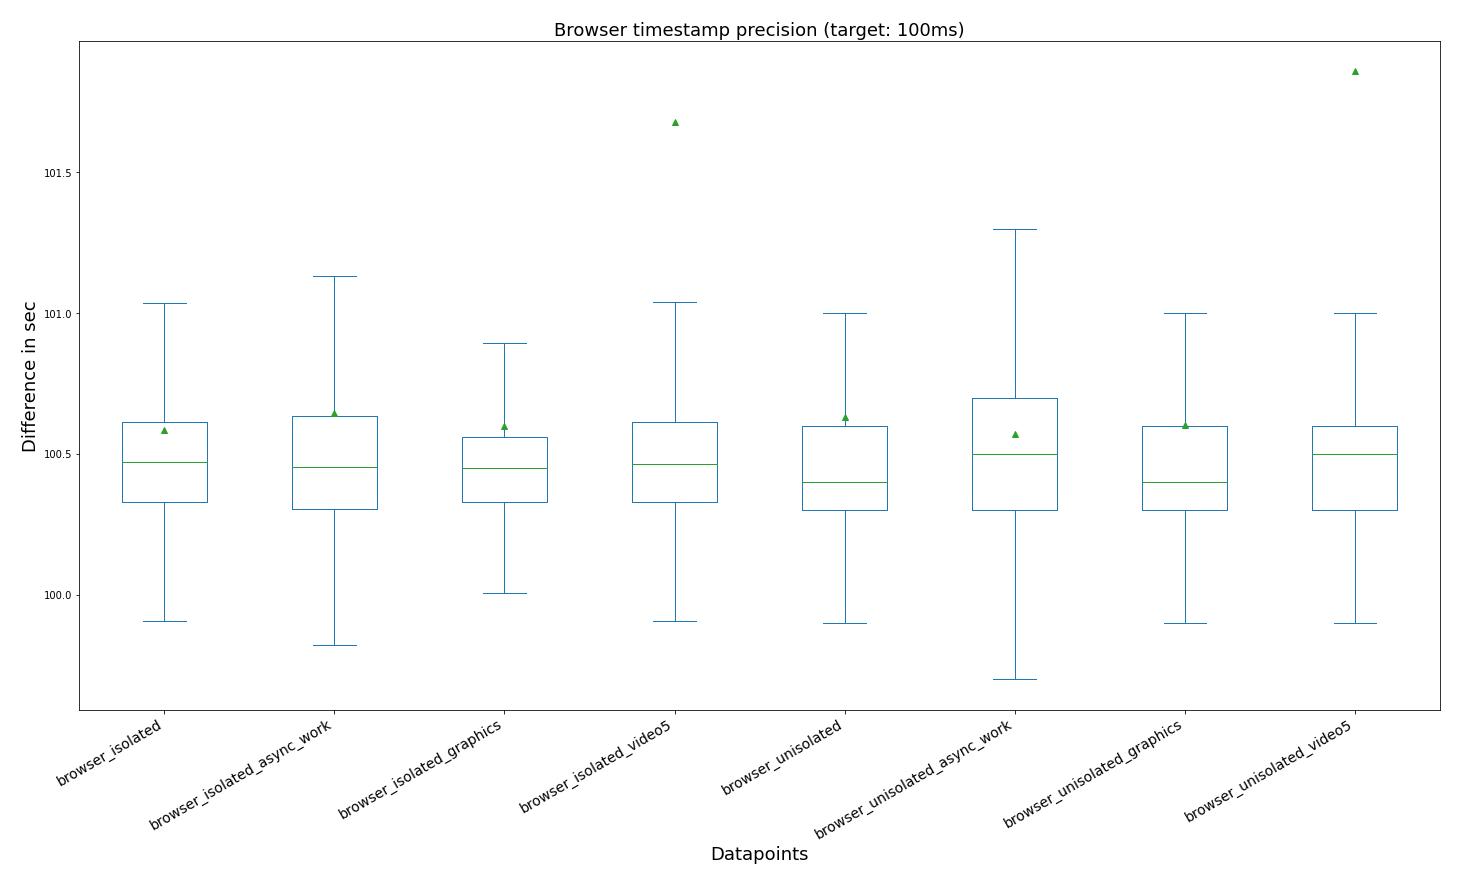 Browser timestamp precision (target: 100ms)
Difference in sec
101.5
101.0
100.5
100.0
browser_isolated
browser_isolated_async_work
browser_isolated_graphics
browser_isolated_video5
browser_unisolated
browser_unisolated_async_work
browser_unisolated_graphics
browser_unisolated_video5
Datapoints